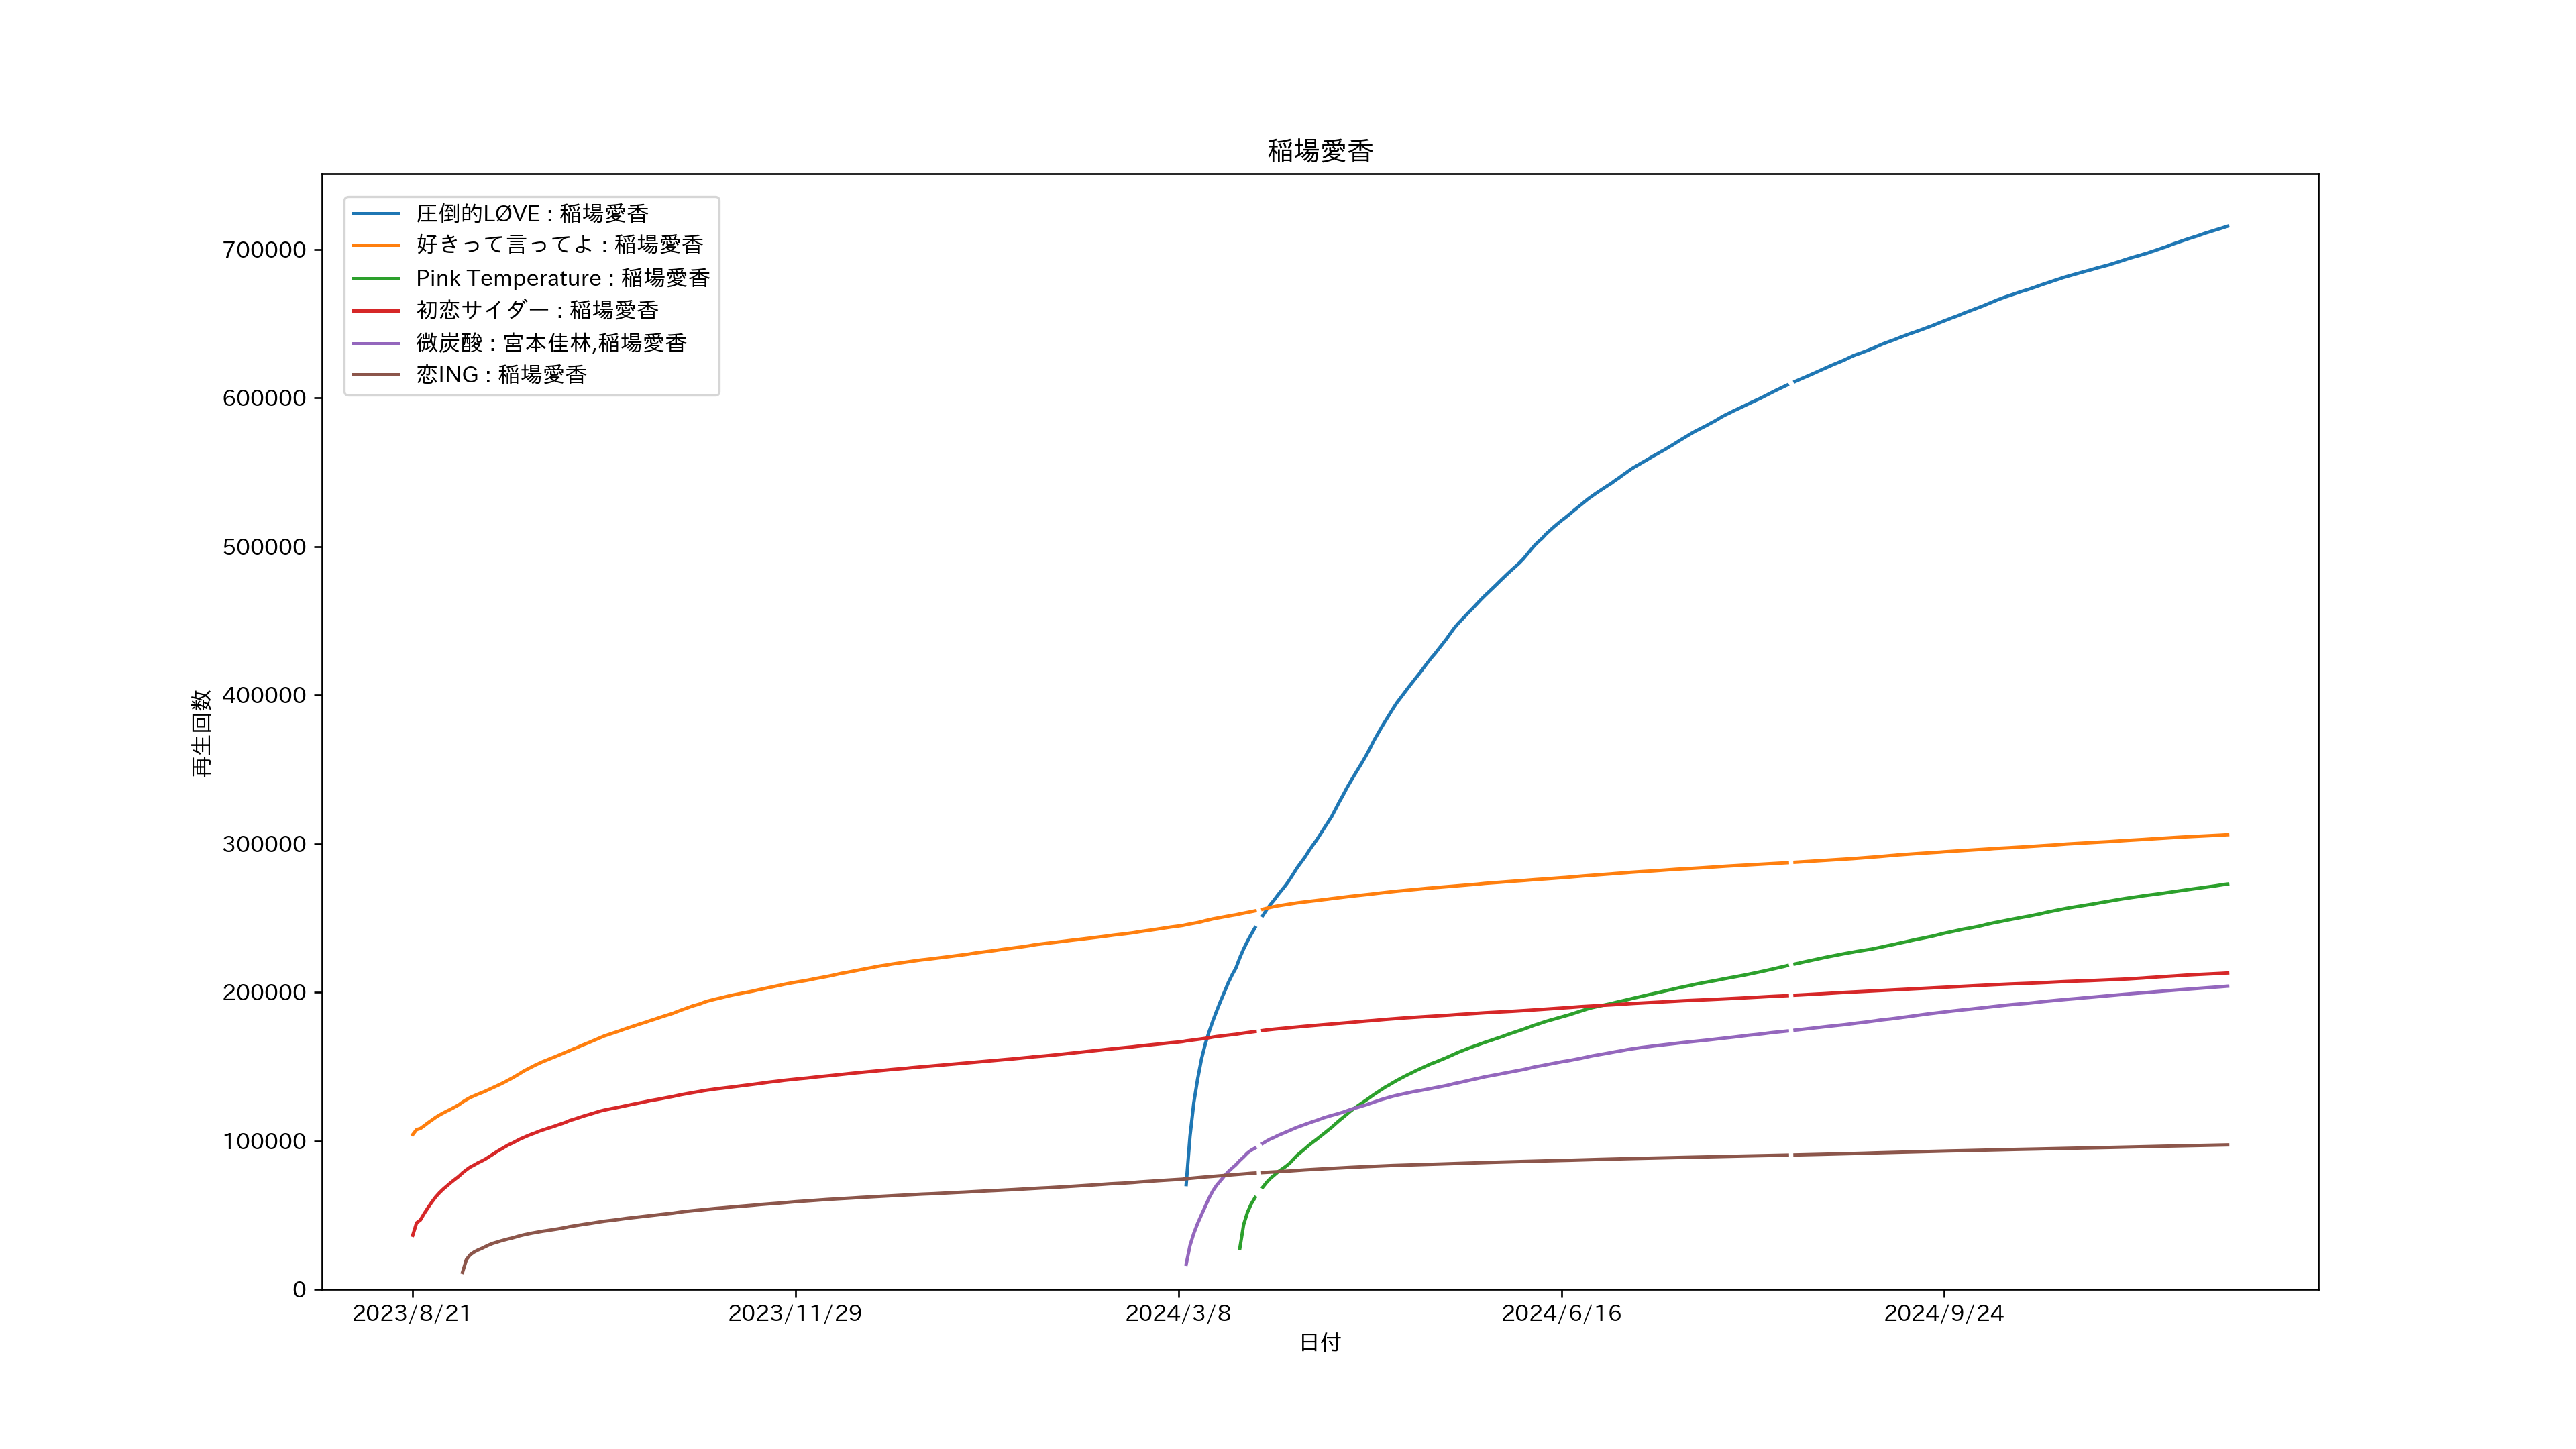 稲場愛香
圧倒的LØVE : 稲場愛香
好きって言ってよ : 稲場愛香
Pink Temperature : 稲場愛香
初恋サイダー : 稲場愛香
微炭酸 : 宮本佳林,稲場愛香
恋ING : 稲場愛香
700000
600000
500000
400000
300000
200000
100000
0
再生回数
2023/8/21
2023/11/29
2024/3/8
2024/6/16
2024/9/24
日付